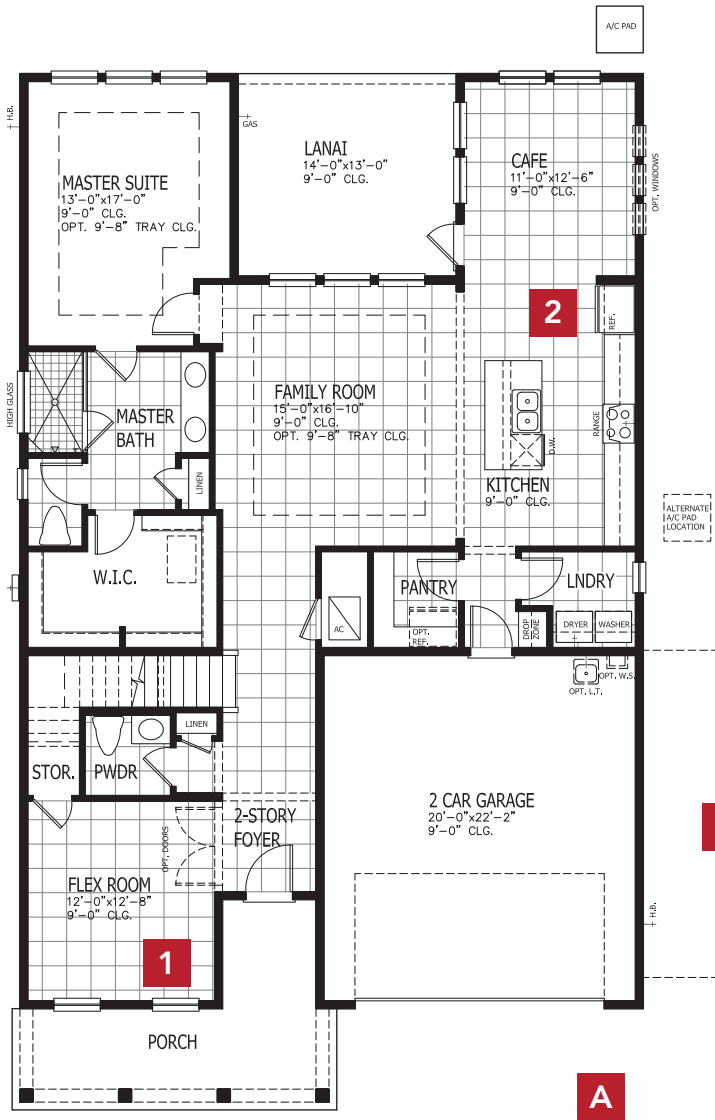 A/C PAD
H.B.
GAS
LANAI
14'-0"x13'-0"
9'-0" CLG.
CAFE
11'-0"x12'-6"
9'-0" CLG.
OPT. WINDOWS
MASTER SUITE
13'-0"x17'-0"
9'-0" CLG.
OPT. 9'-8" TRAY CLG.
2
REF.
HIGH GLASS
MASTER
BATH
FAMILY ROOM
15'-0"x16'-10"
9'-0" CLG.
OPT. 9'-8" TRAY CLG.
RANGE
D.W.
LINEN
KITCHEN
9'-0" CLG.
ALTERNATE
A/C PAD
LOCATION
W.I.C.
PANTRY
LNDRY
AC
OPT.
REF.
DROP
ZONE
DRYER
WASHER
OPT. W.S.
OPT. L.T.
LINEN
STOR.
PWDR
2-STORY
FOYER
OPT. DOORS
2 CAR GARAGE
20'-0"x22'-2"
9'-0" CLG.
FLEX ROOM
12'-0"x12'-8"
9'-0" CLG.
H.B.
1
PORCH
A